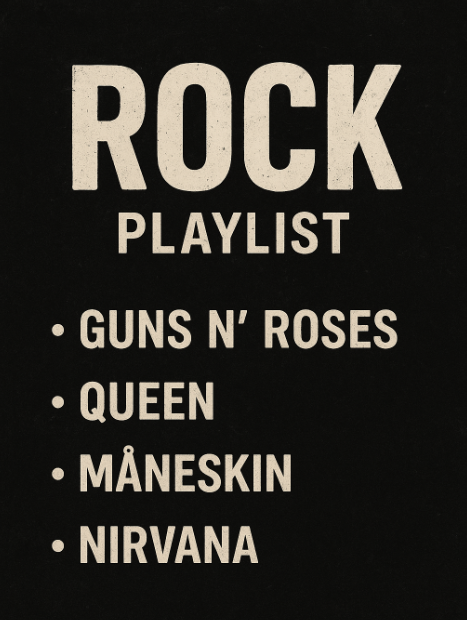 ROCK
PLAYLIST
• GUNS N’ ROSES
• QUEEN
• MÅNESKIN
• NIRVANA